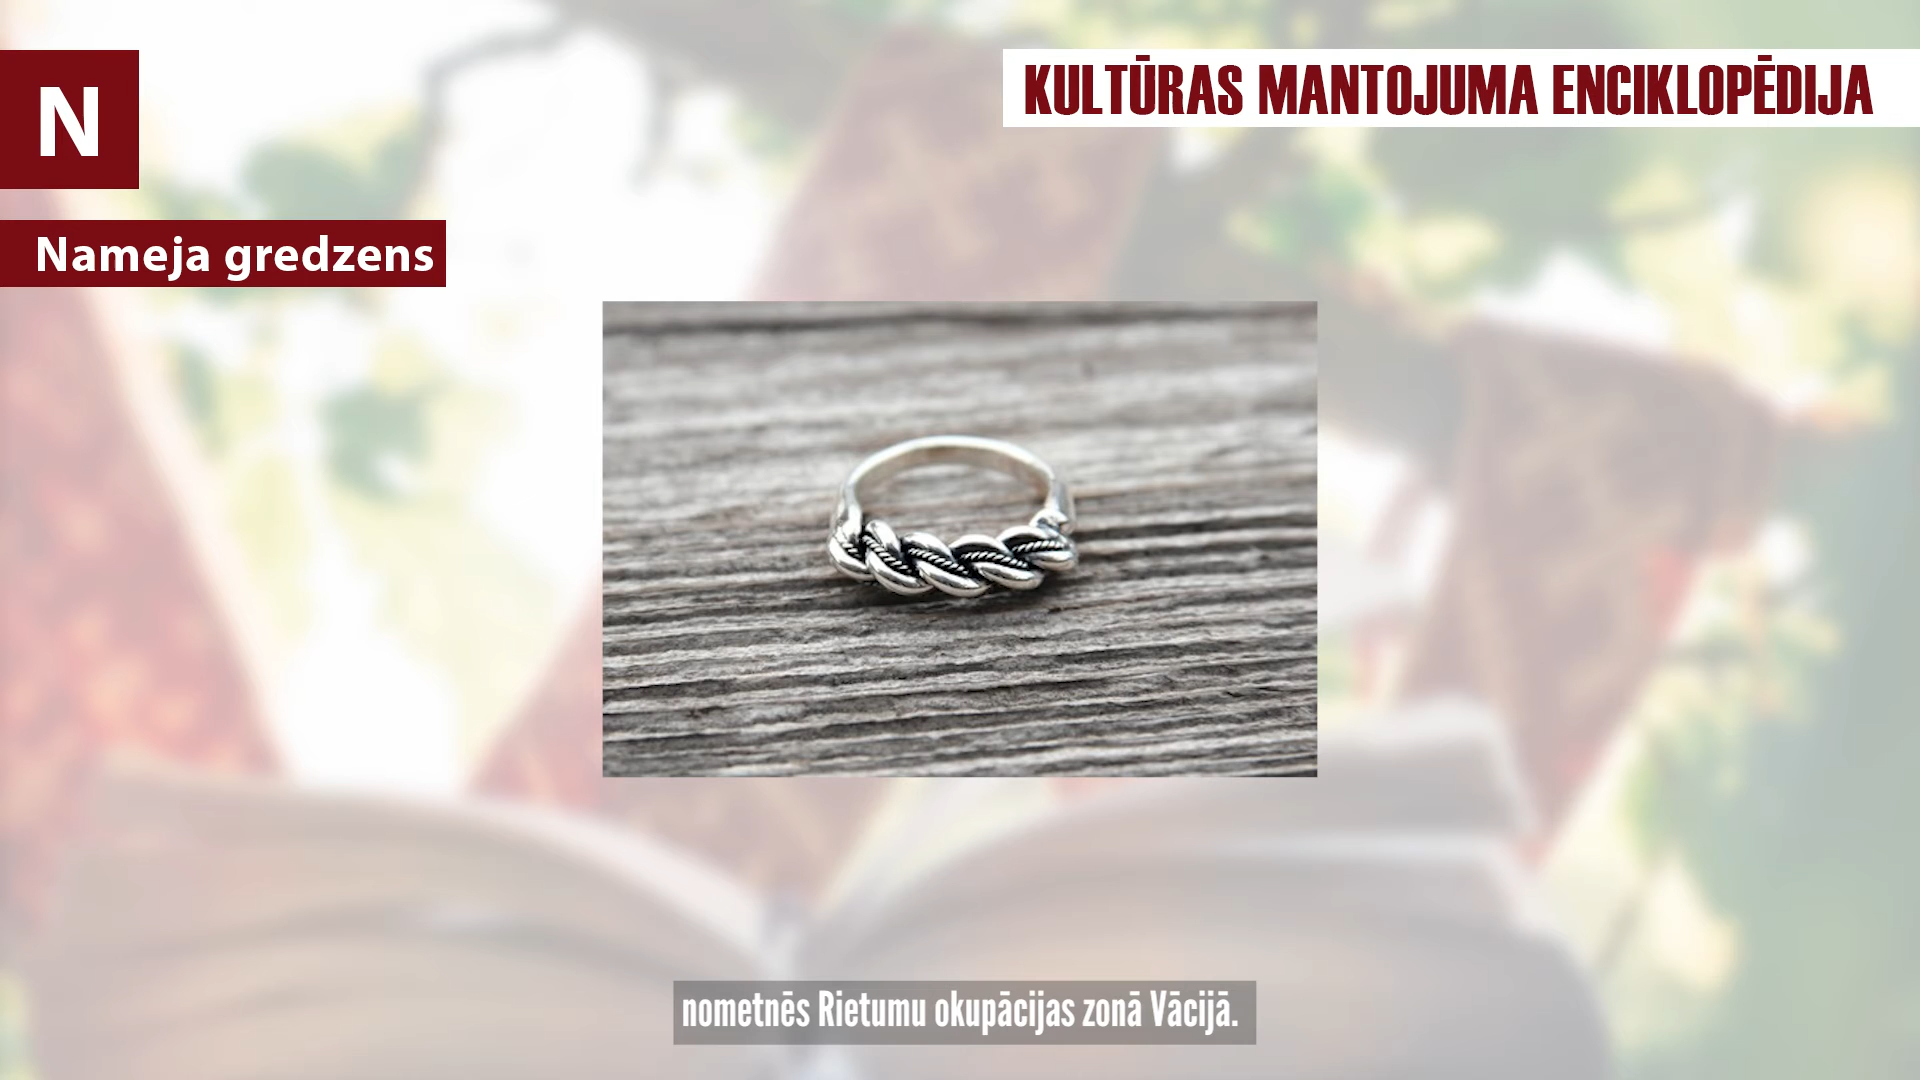 N
KULTŪRAS MANTOJUMA ENCIKLOPĒDIJA
Nameja gredzens
nometnēs Rietumu okupācijas zonā Vācijā.